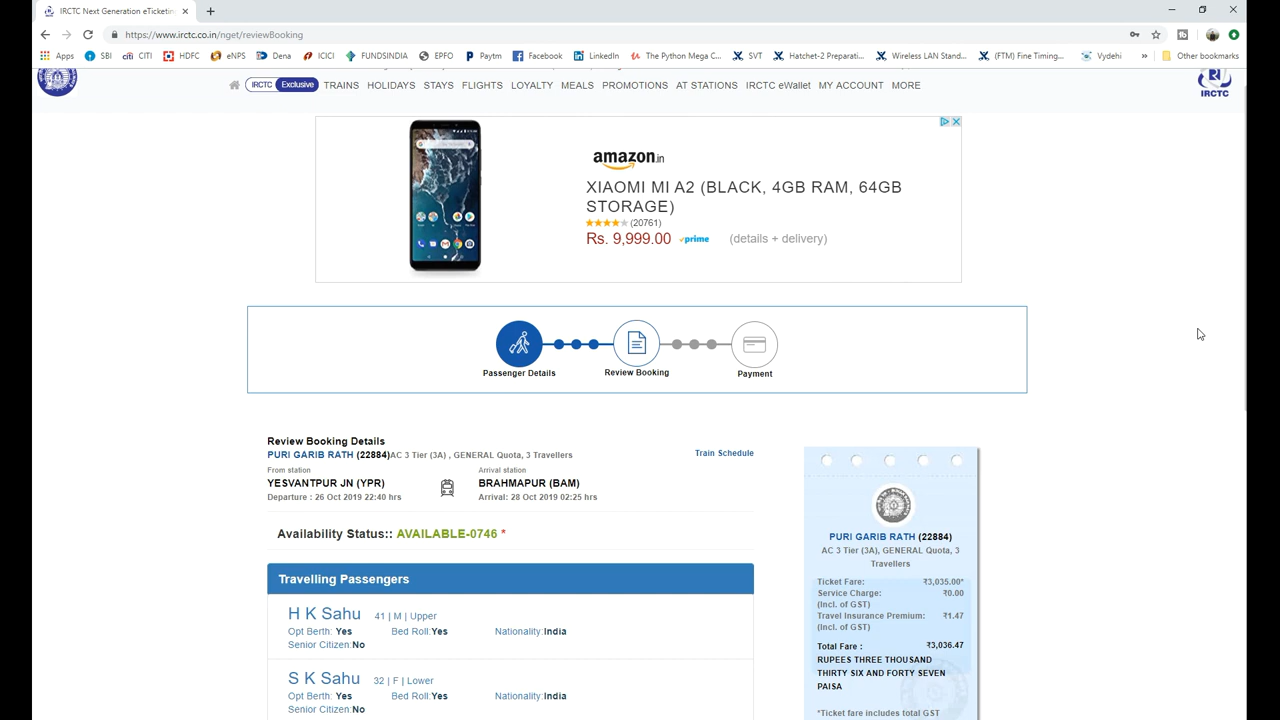 IRCTC Next Generation eTicketing
https://www.irctc.co.in/nget/reviewBooking
Apps SBI CITI HDFC eNPS Dena ICICI FUNDSINDIA EPFO Paytm Facebook LinkedIn The Python Mega C... SVT Hatchet-2 Preparati... Wireless LAN Stand... (FTM) Fine Timing... Vydehi » Other bookmarks
IRCTC Exclusive TRAINS HOLIDAYS STAYS FLIGHTS LOYALTY MEALS PROMOTIONS AT STATIONS IRCTC eWallet MY ACCOUNT MORE
IRCTC
amazon.in
XIAOMI MI A2 (BLACK, 4GB RAM, 64GB
STORAGE)
(20761)
Rs. 9,999.00 prime (details + delivery)
Passenger Details Review Booking Payment
Review Booking Details
PURI GARIB RATH (22884)AC 3 Tier (3A) , GENERAL Quota, 3 Travellers
Train Schedule
From station Arrival station
YESVANTPUR JN (YPR) BRAHMAPUR (BAM)
Departure : 26 Oct 2019 22:40 hrs Arrival: 28 Oct 2019 02:25 hrs
Availability Status:: AVAILABLE-0746 *
Travelling Passengers
H K Sahu 41 | M | Upper
Opt Berth: Yes Bed Roll:Yes Nationality:India
Senior Citizen:No
S K Sahu 32 | F | Lower
Opt Berth: Yes Bed Roll:Yes Nationality:India
Senior Citizen:No
PURI GARIB RATH (22884)
AC 3 Tier (3A), GENERAL Quota, 3
Travellers
Ticket Fare: ₹3,035.00*
Service Charge: ₹0.00
(Incl. of GST)
Travel Insurance Premium: ₹1.47
(incl. of GST)
Total Fare : ₹3,036.47
RUPEES THREE THOUSAND
THIRTY SIX AND FORTY SEVEN
PAISA
*Ticket fare includes total GST